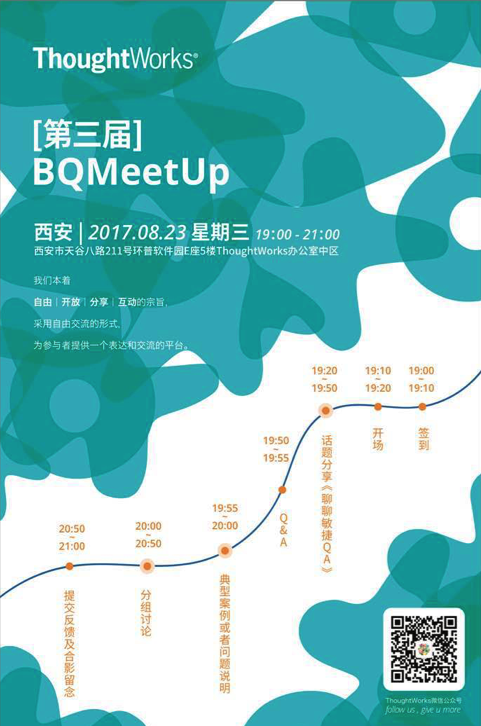 ThoughtWorks®
[第三届]
BQMeetUp
西安 | 2017.08.23 星期三 19:00 - 21:00
西安市天谷八路211号环普软件园E座5楼ThoughtWorks办公室中区
我们本着
自由 | 开放 | 分享 | 互动的宗旨,
采用自由交流的形式,
为参与者提供一个表达和交流的平台。
19:00
~
19:10
签到
19:10
~
19:20
开场
19:20
~
19:50
话题分享《聊聊敏捷QA》
19:50
~
19:55
Q&A
19:55
~
20:00
典型案例或者问题说明
20:00
~
20:50
分组讨论
20:50
~
21:00
提交反馈及合影留念
ThoughtWorks微信公众号
follow us , give u more